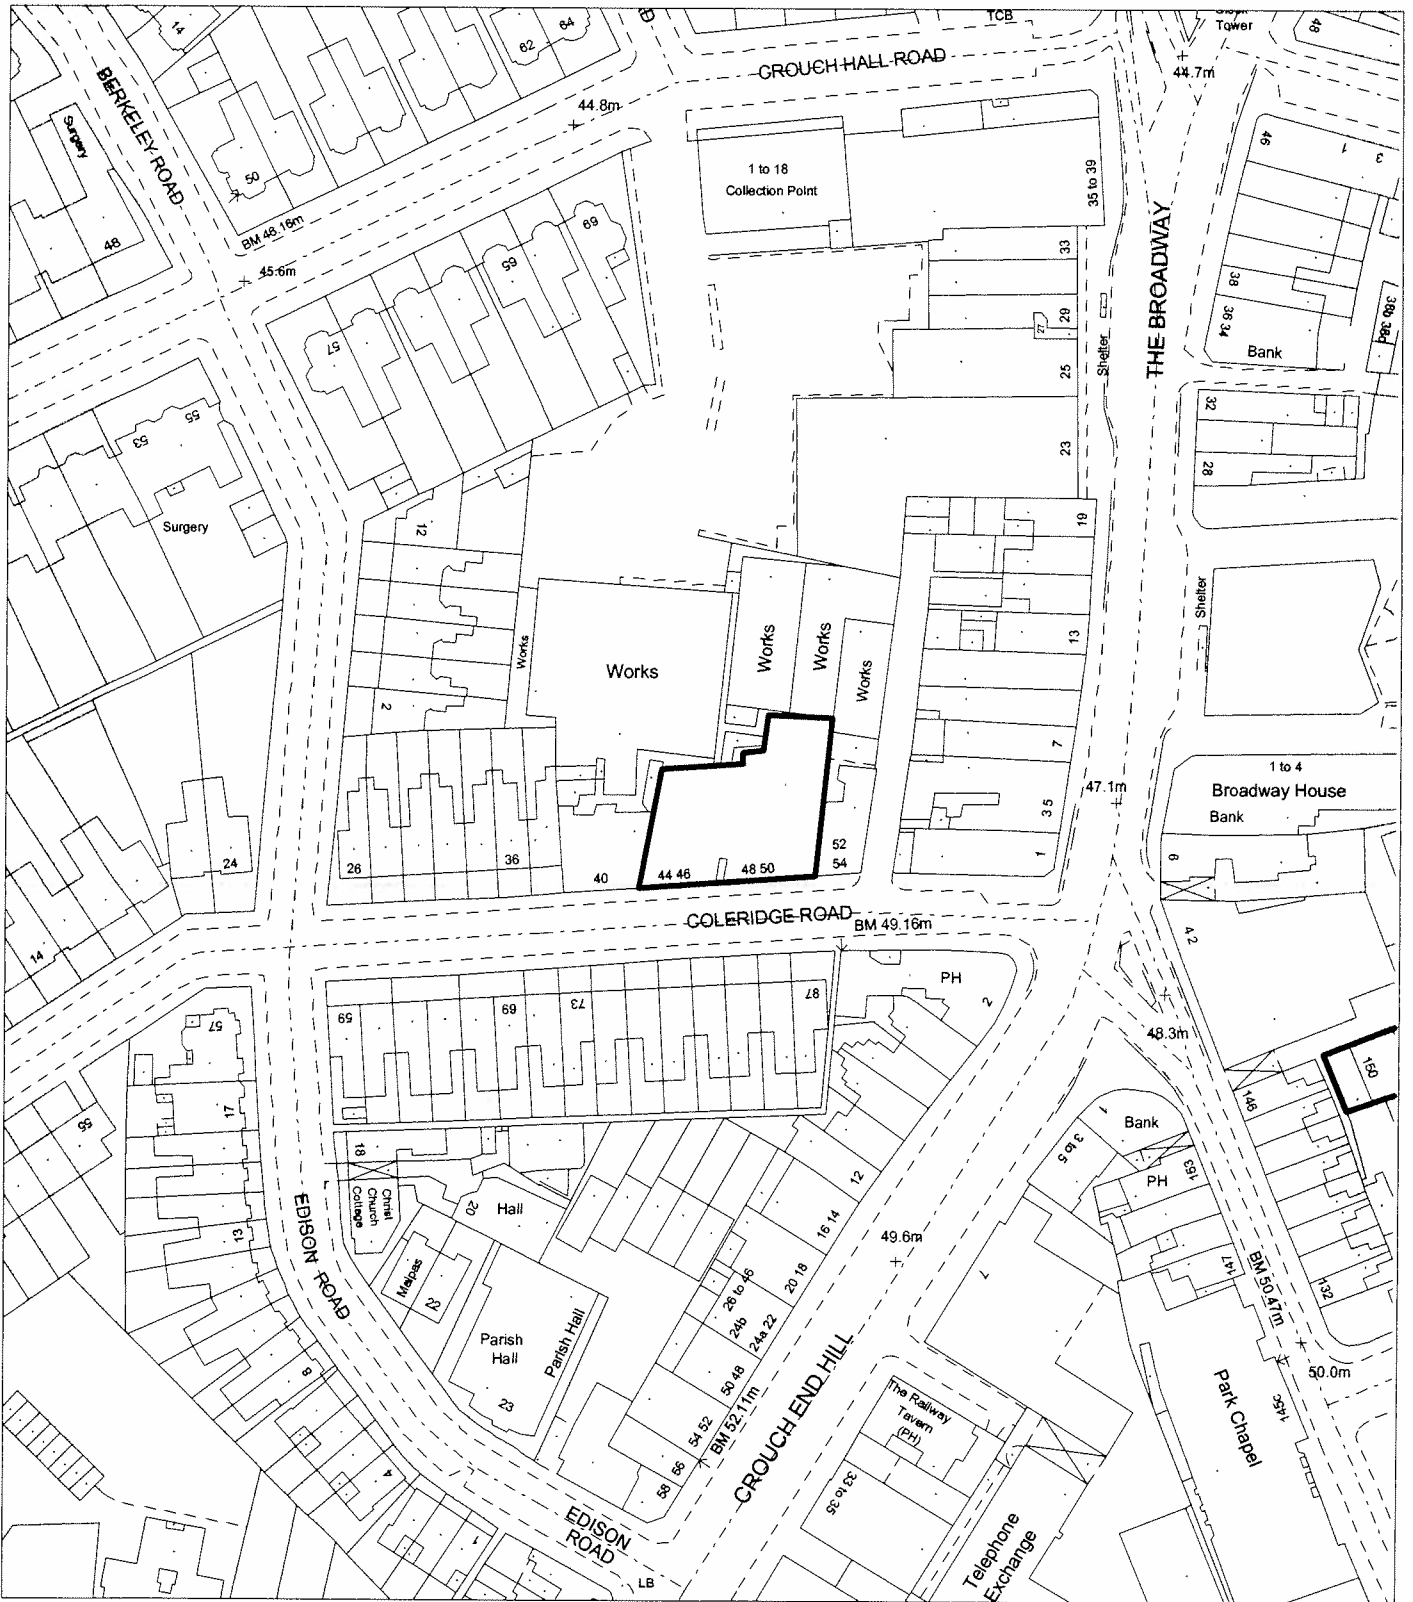 14
62
64
TCB
Tower
48
CROUCH HALL ROAD
44.7m
BERKELEY ROAD
Surgery
44.8m
50
BM 48.16m
48
45.6m
1 to 18
Collection Point
35 to 39
46
1
3
THE BROADWAY
33
29
27
25
23
Shelter
38
36 34
Bank
36b 36d
32
28
57
65
69
53
55
Surgery
12
2
19
13
7
3 5
1
Shelter
Works
Works
Works
Works
Works
47.1m
1 to 4
Broadway House
Bank
6
24
26
36
40
44 46
48 50
52
54
COLERIDGE ROAD
BM 49.16m
14
42
PH
2
59
69
73
87
48.3m
150
146
57
17
13
58
1
Bank
3 to 5
PH
153
18
Christ
Church
Cottage
20
Hall
12
16 14
49.6m
147
BM 50.47m
132
EDISON ROAD
Malpas
22
20 18
26 to 46
24b
24a 22
7
Parish
Hall
Parish Hall
23
8
50 48
54 52
BM 52.11m
56
58
CROUCH END HILL
50.0m
Park Chapel
145c
The Railway
Tavern
(PH)
33 to 35
4
1
EDISON
ROAD
LB
Telephone
Exchange